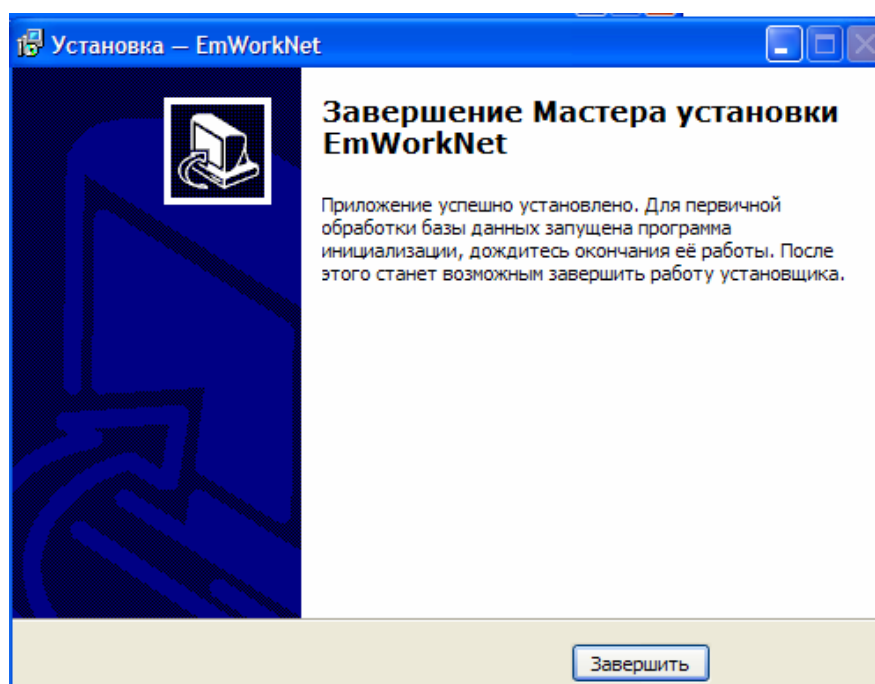 Установка — EmWorkNet
Завершение Мастера установки
EmWorkNet
Приложение успешно установлено. Для первичной
обработки базы данных запущена программа
инициализации, дождитесь окончания её работы. После
этого станет возможным завершить работу установщика.
Завершить